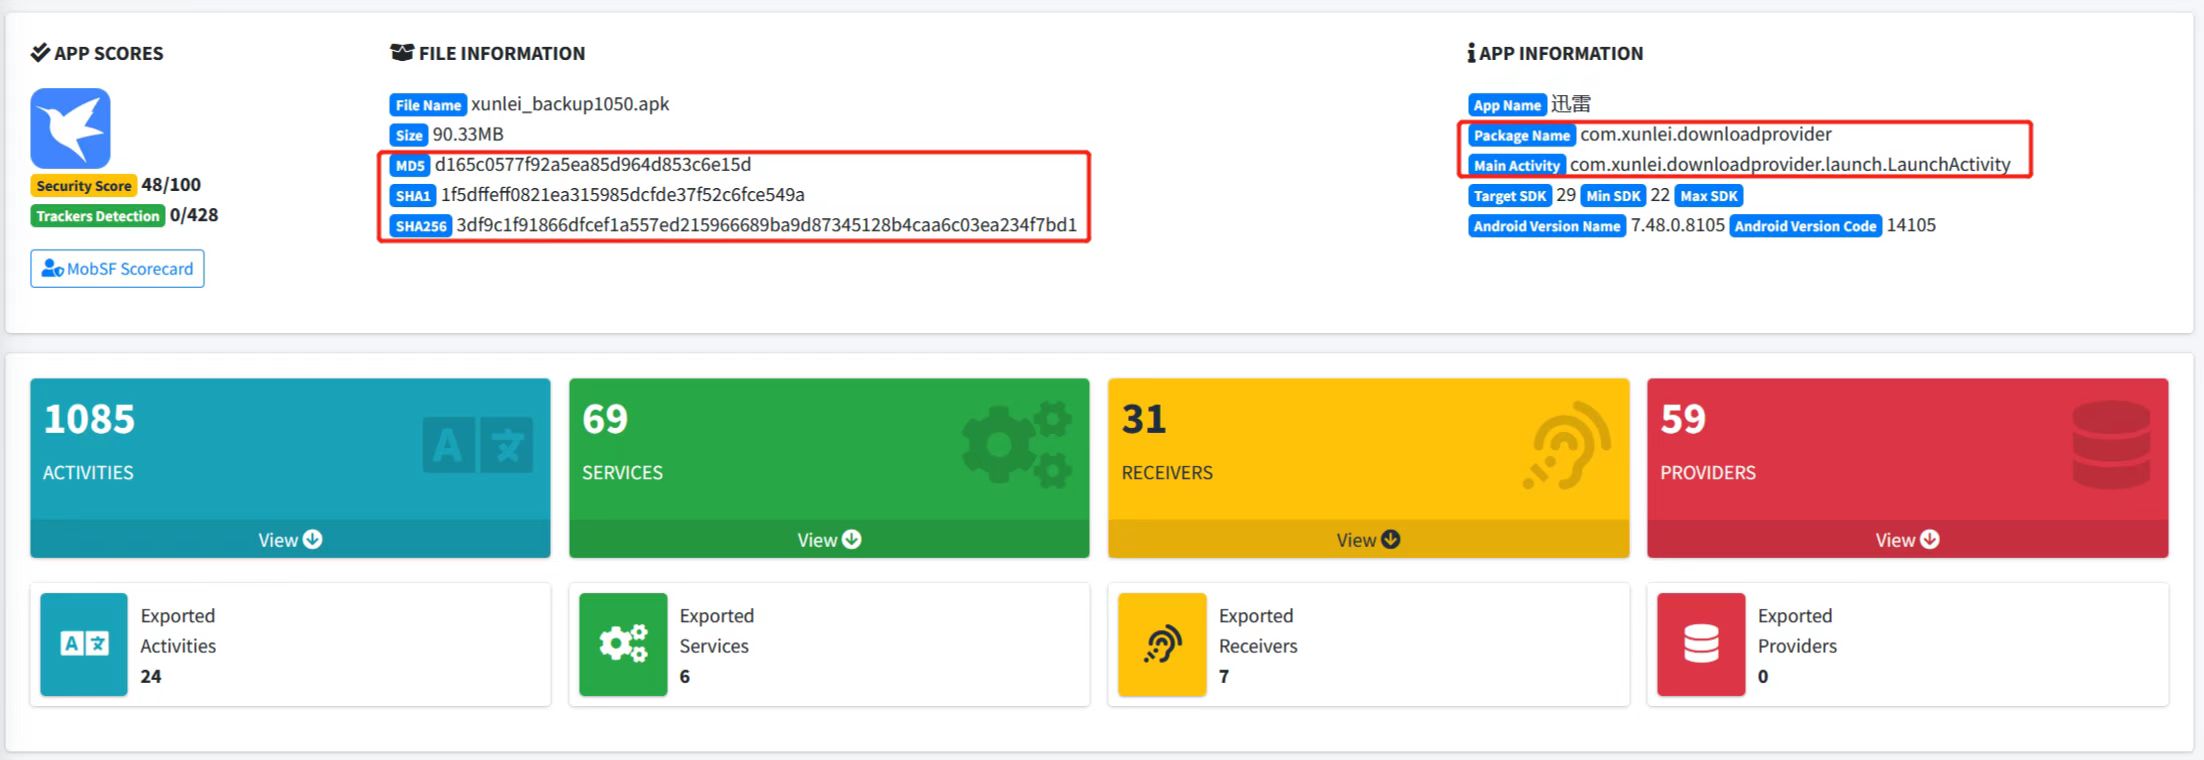 APP SCORES
Security Score 48/100
Trackers Detection 0/428
MobSF Scorecard
FILE INFORMATION
File Name xunlei_backup1050.apk
Size 90.33MB
MD5 d165c0577f92a5ea85d964d853c6e15d
SHA1 1f5dffeff0821ea315985dcfde37f52c6fce549a
SHA256 3df9c1f91866dfcef1a557ed215966689ba9d87345128b4caa6c03ea234f7bd1
APP INFORMATION
App Name 迅雷
Package Name com.xunlei.downloadprovider
Main Activity com.xunlei.downloadprovider.launch.LaunchActivity
Target SDK 29 Min SDK 22 Max SDK
Android Version Name 7.48.0.8105 Android Version Code 14105
1085
ACTIVITIES
A 文
View
69
SERVICES
View
31
RECEIVERS
View
59
PROVIDERS
View
A 文
Exported
Activities
24
Exported
Services
6
Exported
Receivers
7
Exported
Providers
0